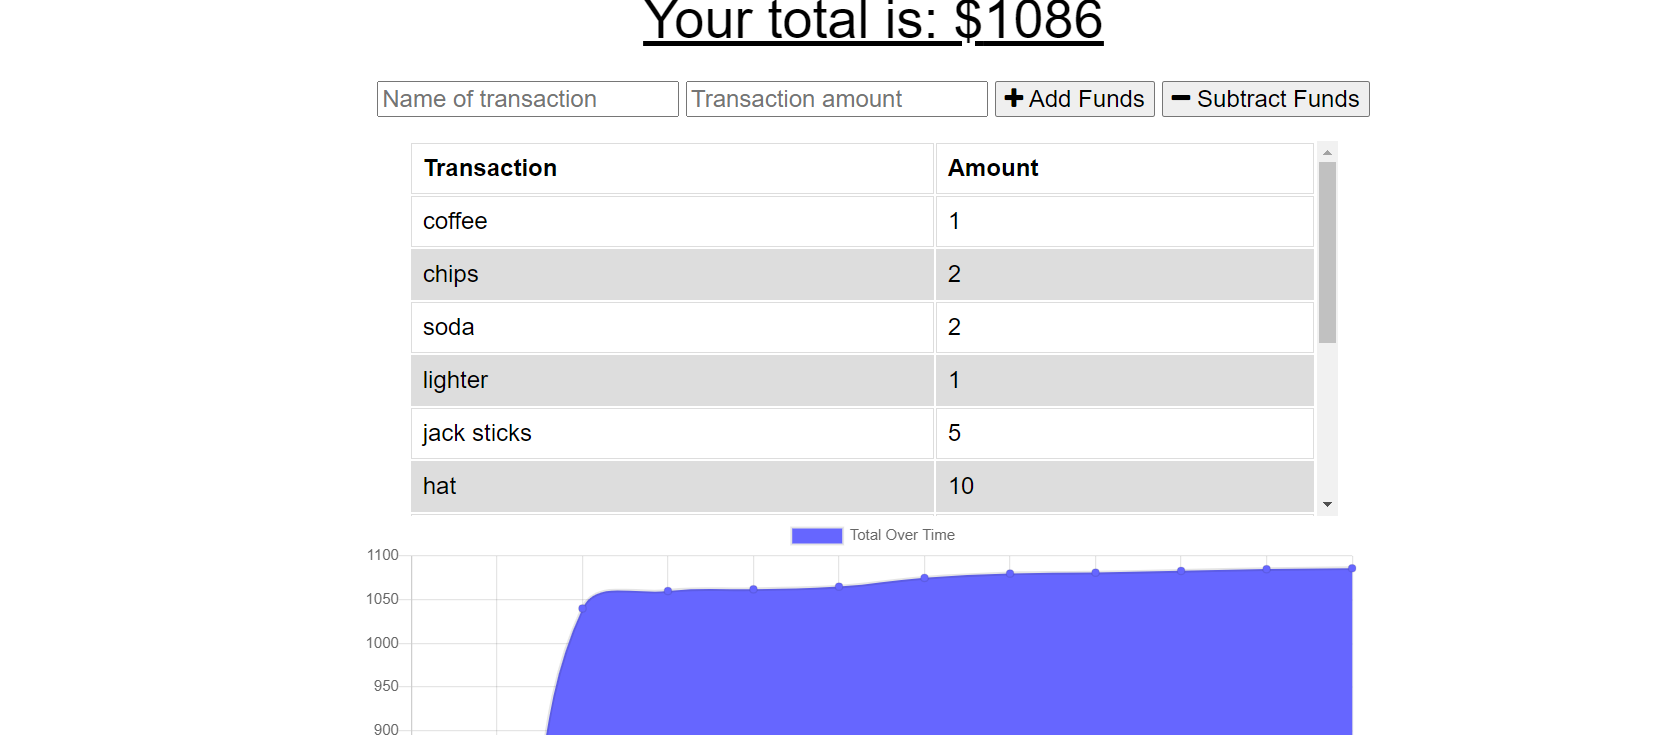 Your total is: $1086
Name of transaction Transaction amount Add Funds Subtract Funds
Transaction Amount
coffee 1
chips 2
soda 2
lighter 1
jack sticks 5
hat 10
Total Over Time
1100
1050
1000
950
900